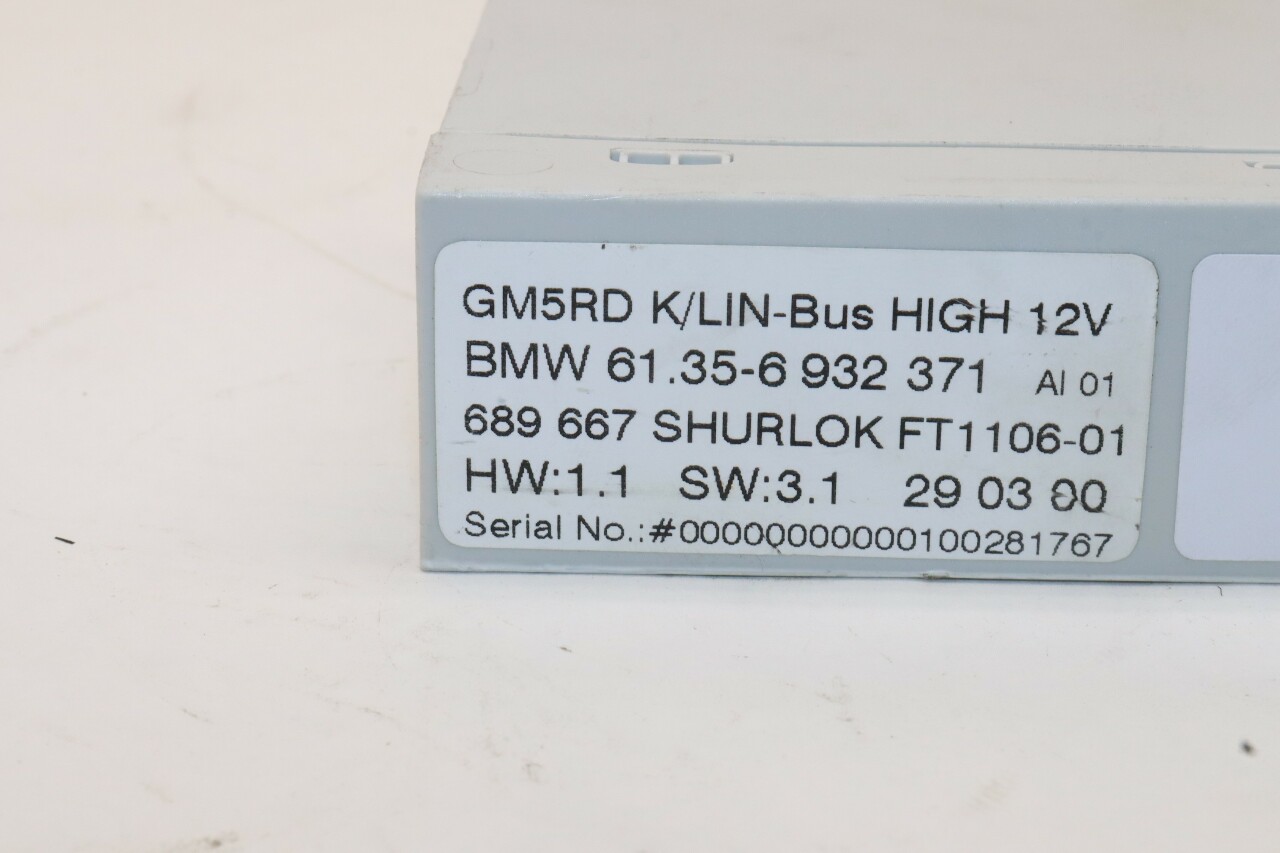 GM5RD K/LIN-Bus HIGH 12V
BMW 61.35-6 932 371 AI 01
689 667 SHURLOK FT1106-01
HW:1.1 SW:3.1 29 03 00
Serial No.:#000000000000100281767